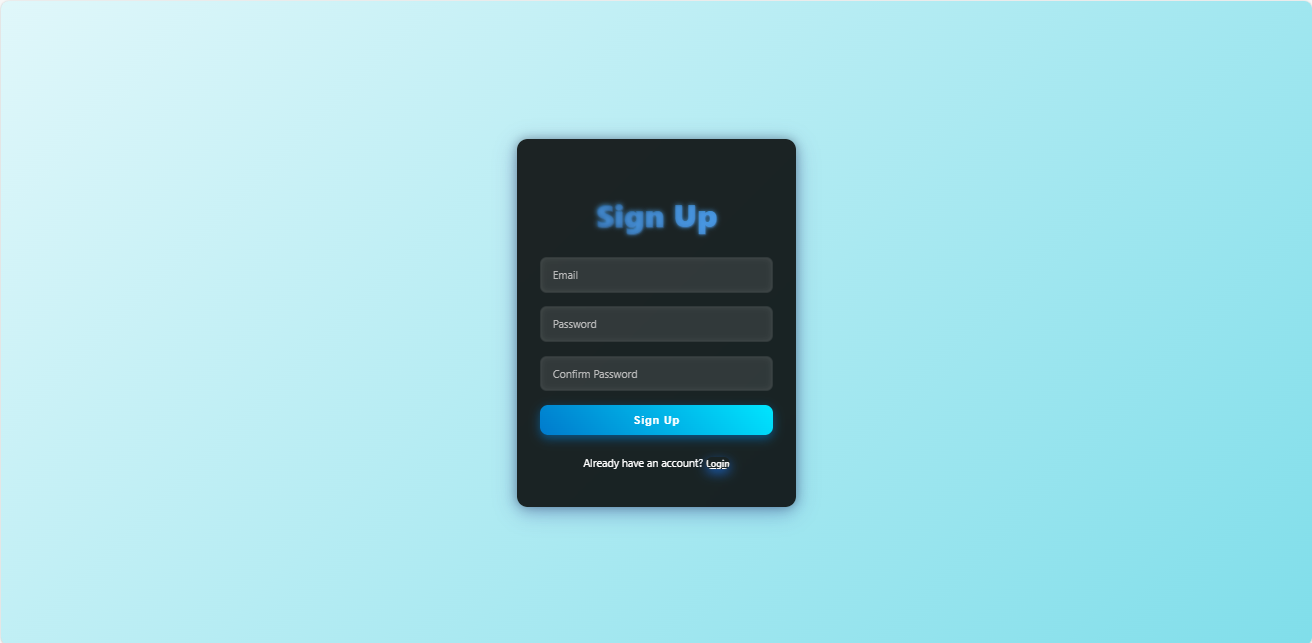 Sign Up
Email
Password
Confirm Password
Sign Up
Already have an account? Login